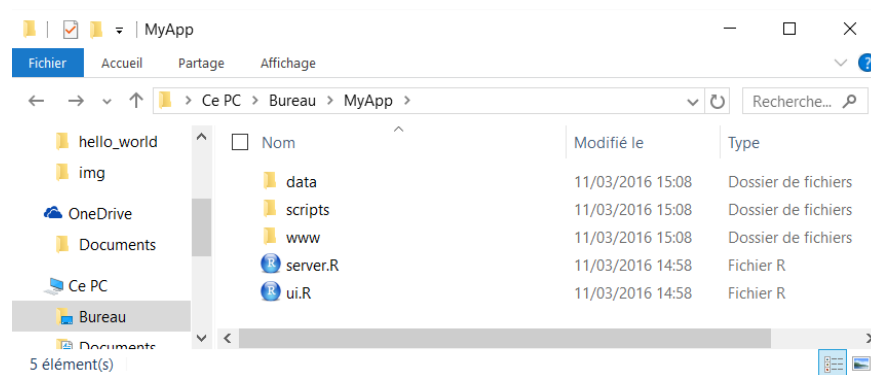 MyApp
Fichier Accueil Partage Affichage
Ce PC > Bureau > MyApp >
Recherche...
hello_world
img
OneDrive
Documents
Ce PC
Bureau
Documents
Nom Modifié le Type
data 11/03/2016 15:08 Dossier de fichiers
scripts 11/03/2016 15:08 Dossier de fichiers
www 11/03/2016 15:08 Dossier de fichiers
server.R 11/03/2016 14:58 Fichier R
ui.R 11/03/2016 14:58 Fichier R
5 élément(s)